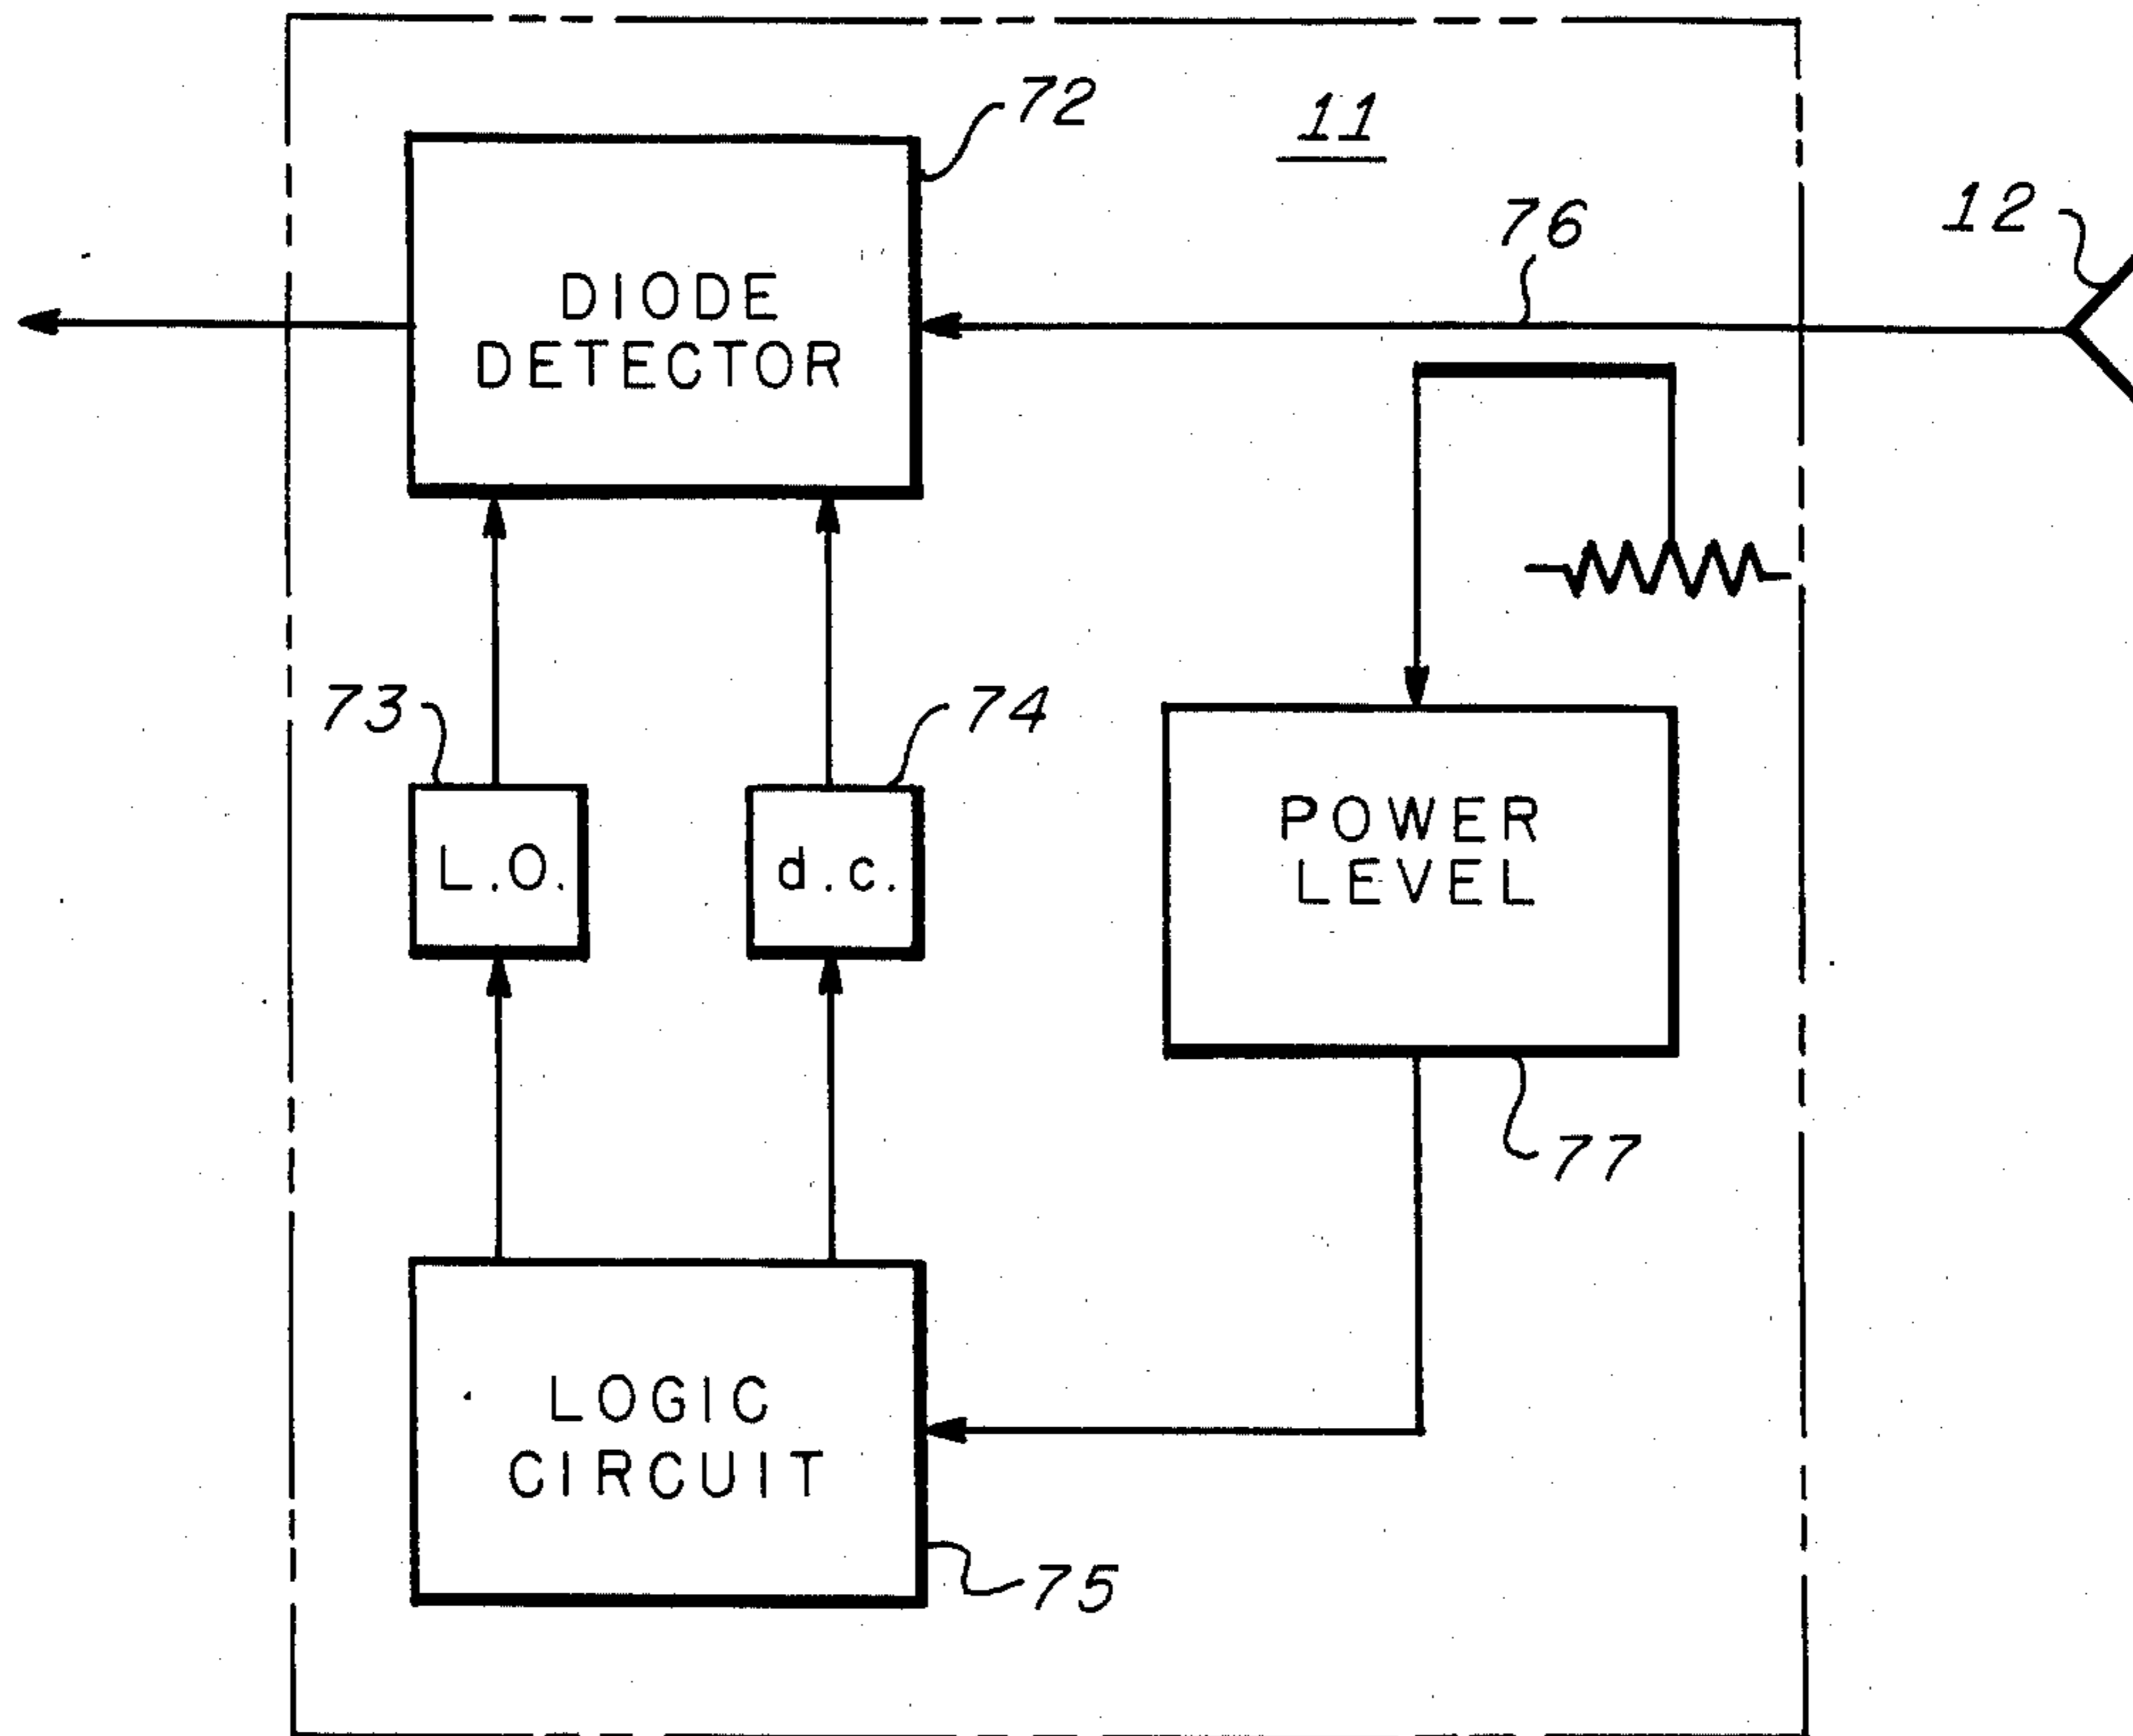 72
11
76
12
DIODE
DETECTOR
73
74
L.O.
d.c.
POWER
LEVEL
77
LOGIC
CIRCUIT
75